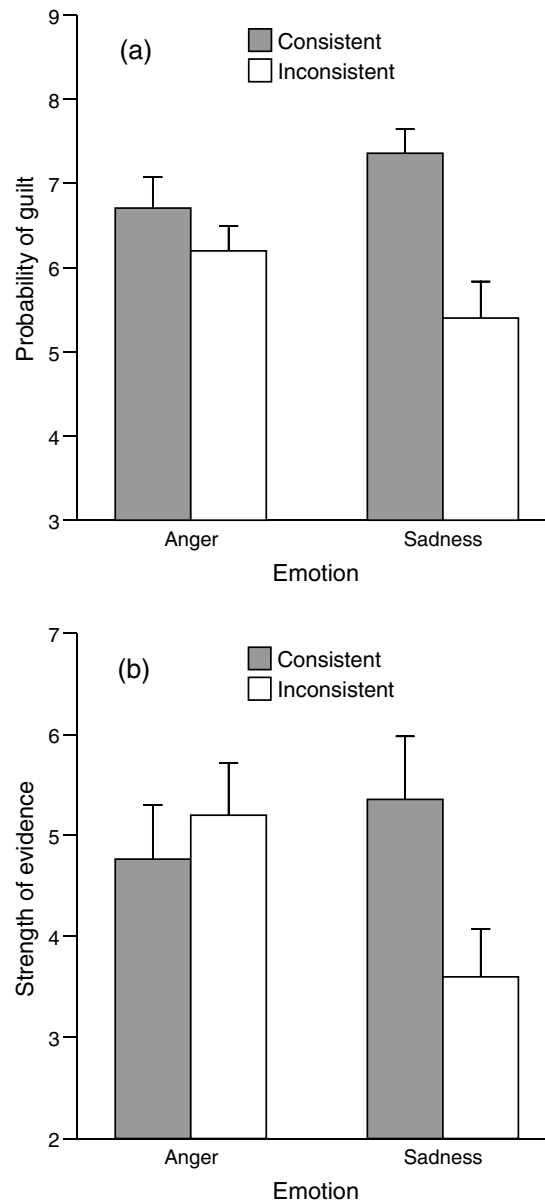 (a)
Consistent
Inconsistent
Probability of guilt
9
8
7
6
5
4
3
Anger
Sadness
Emotion
(b)
Consistent
Inconsistent
Strength of evidence
7
6
5
4
3
2
Anger
Sadness
Emotion